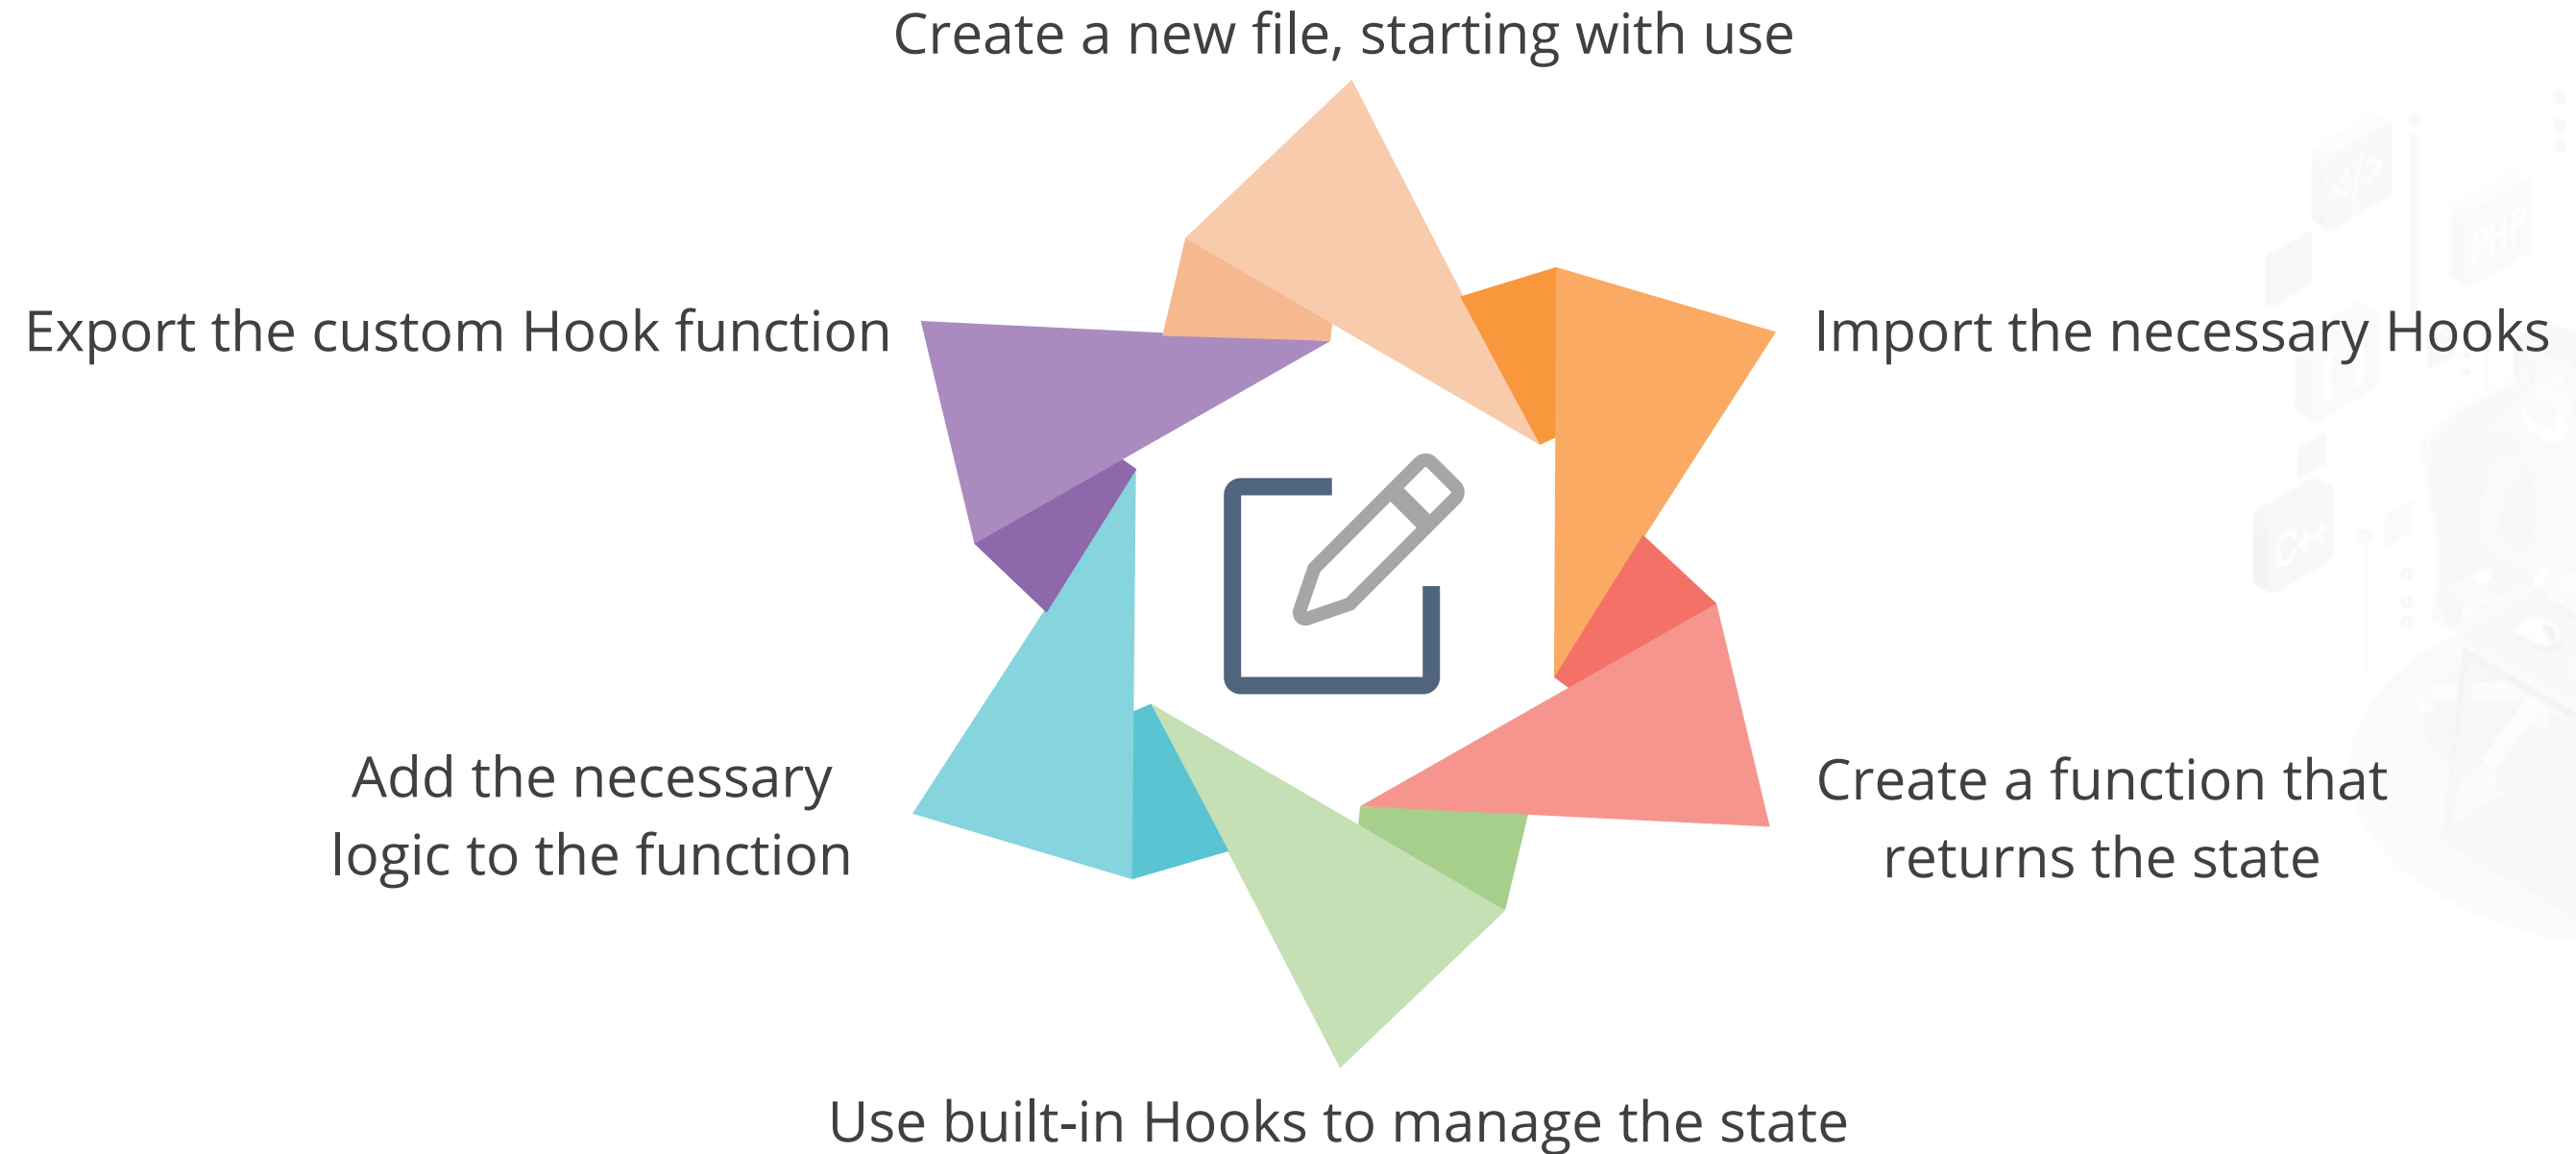 Create a new file, starting with use
Export the custom Hook function
Import the necessary Hooks
</>
PHP
{ }
C++
Add the necessary
logic to the function
Create a function that
returns the state
Use built-in Hooks to manage the state